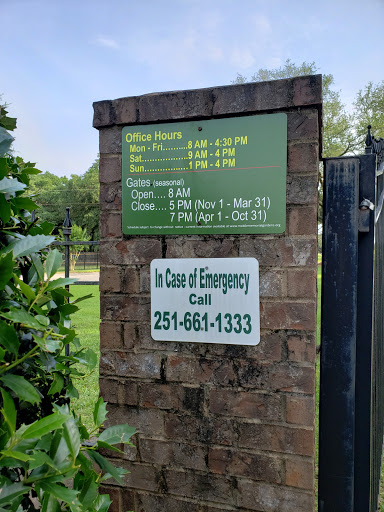 Office Hours
Mon - Fri...........8 AM - 4:30 PM
Sat....................9 AM - 4 PM
Sun...................1 PM - 4 PM
Gates (seasonal)
Open.... 8 AM
Close.... 5 PM (Nov 1 - Mar 31)
7 PM (Apr 1 - Oct 31)
In Case of Emergency
Call
251-661-1333